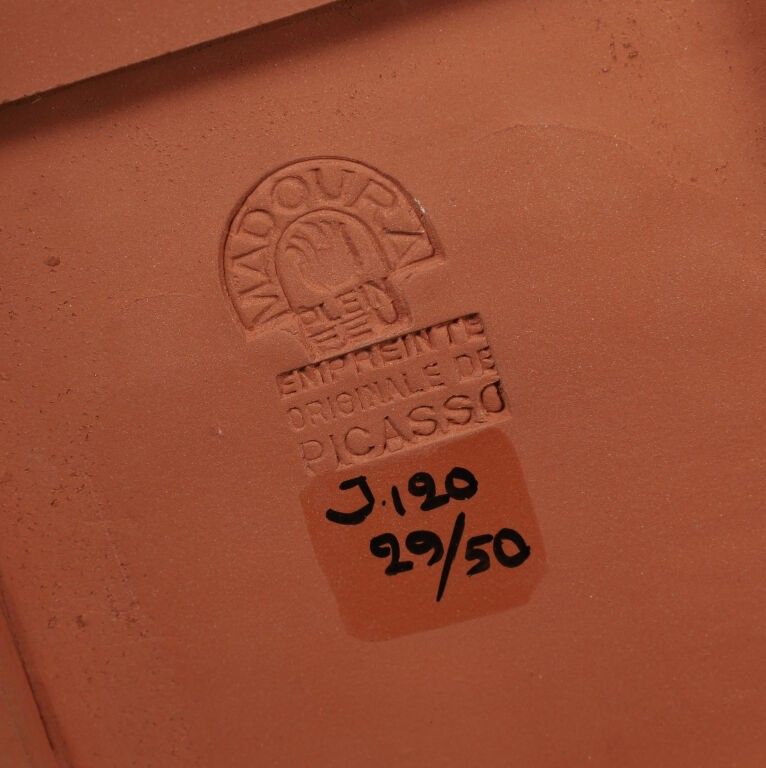 MADOURA
PLEIN
FEU
EMPREINTE
ORIGINALE DE
PICASSO
J.120
29/50